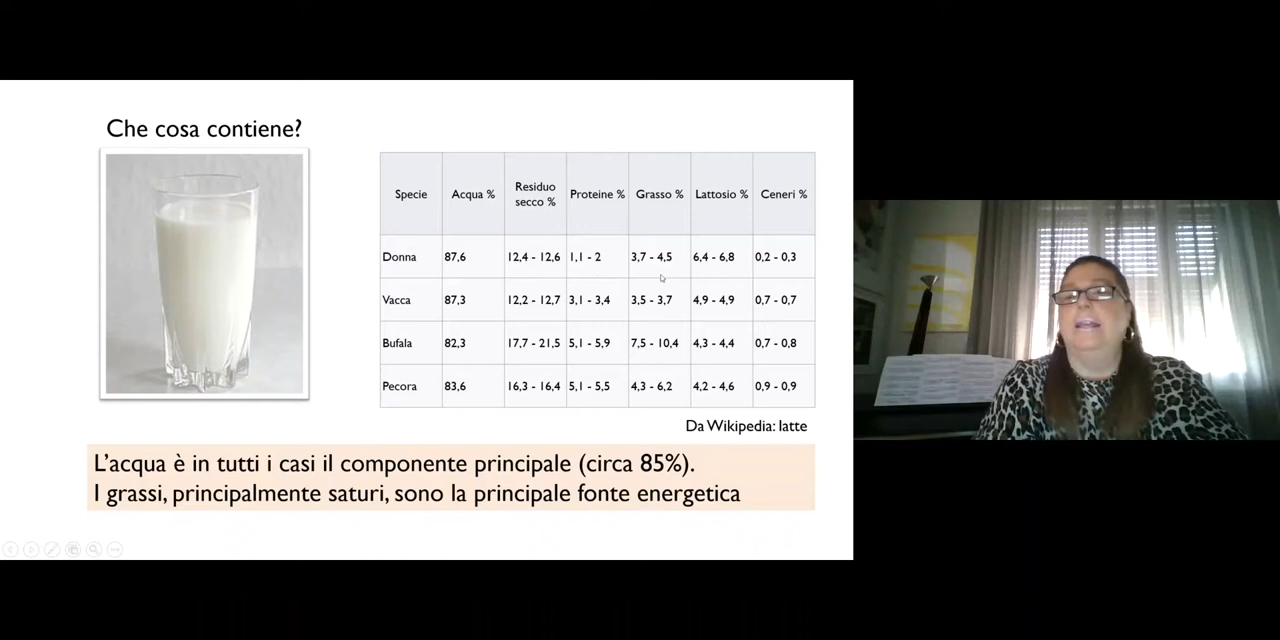 Che cosa contiene?
Specie Acqua % Residuo secco % Proteine % Grasso % Lattosio % Ceneri %
Donna 87,6 12,4 - 12,6 1,1 - 2 3,7 - 4,5 6,4 - 6,8 0,2 - 0,3
Vacca 87,3 12,2 - 12,7 3,1 - 3,4 3,5 - 3,7 4,9 - 4,9 0,7 - 0,7
Bufala 82,3 17,7 - 21,5 5,1 - 5,9 7,5 - 10,4 4,3 - 4,4 0,7 - 0,8
Pecora 83,6 16,3 - 16,4 5,1 - 5,5 4,3 - 6,2 4,2 - 4,6 0,9 - 0,9
Da Wikipedia: latte
L'acqua è in tutti i casi il componente principale (circa 85%).
I grassi, principalmente saturi, sono la principale fonte energetica